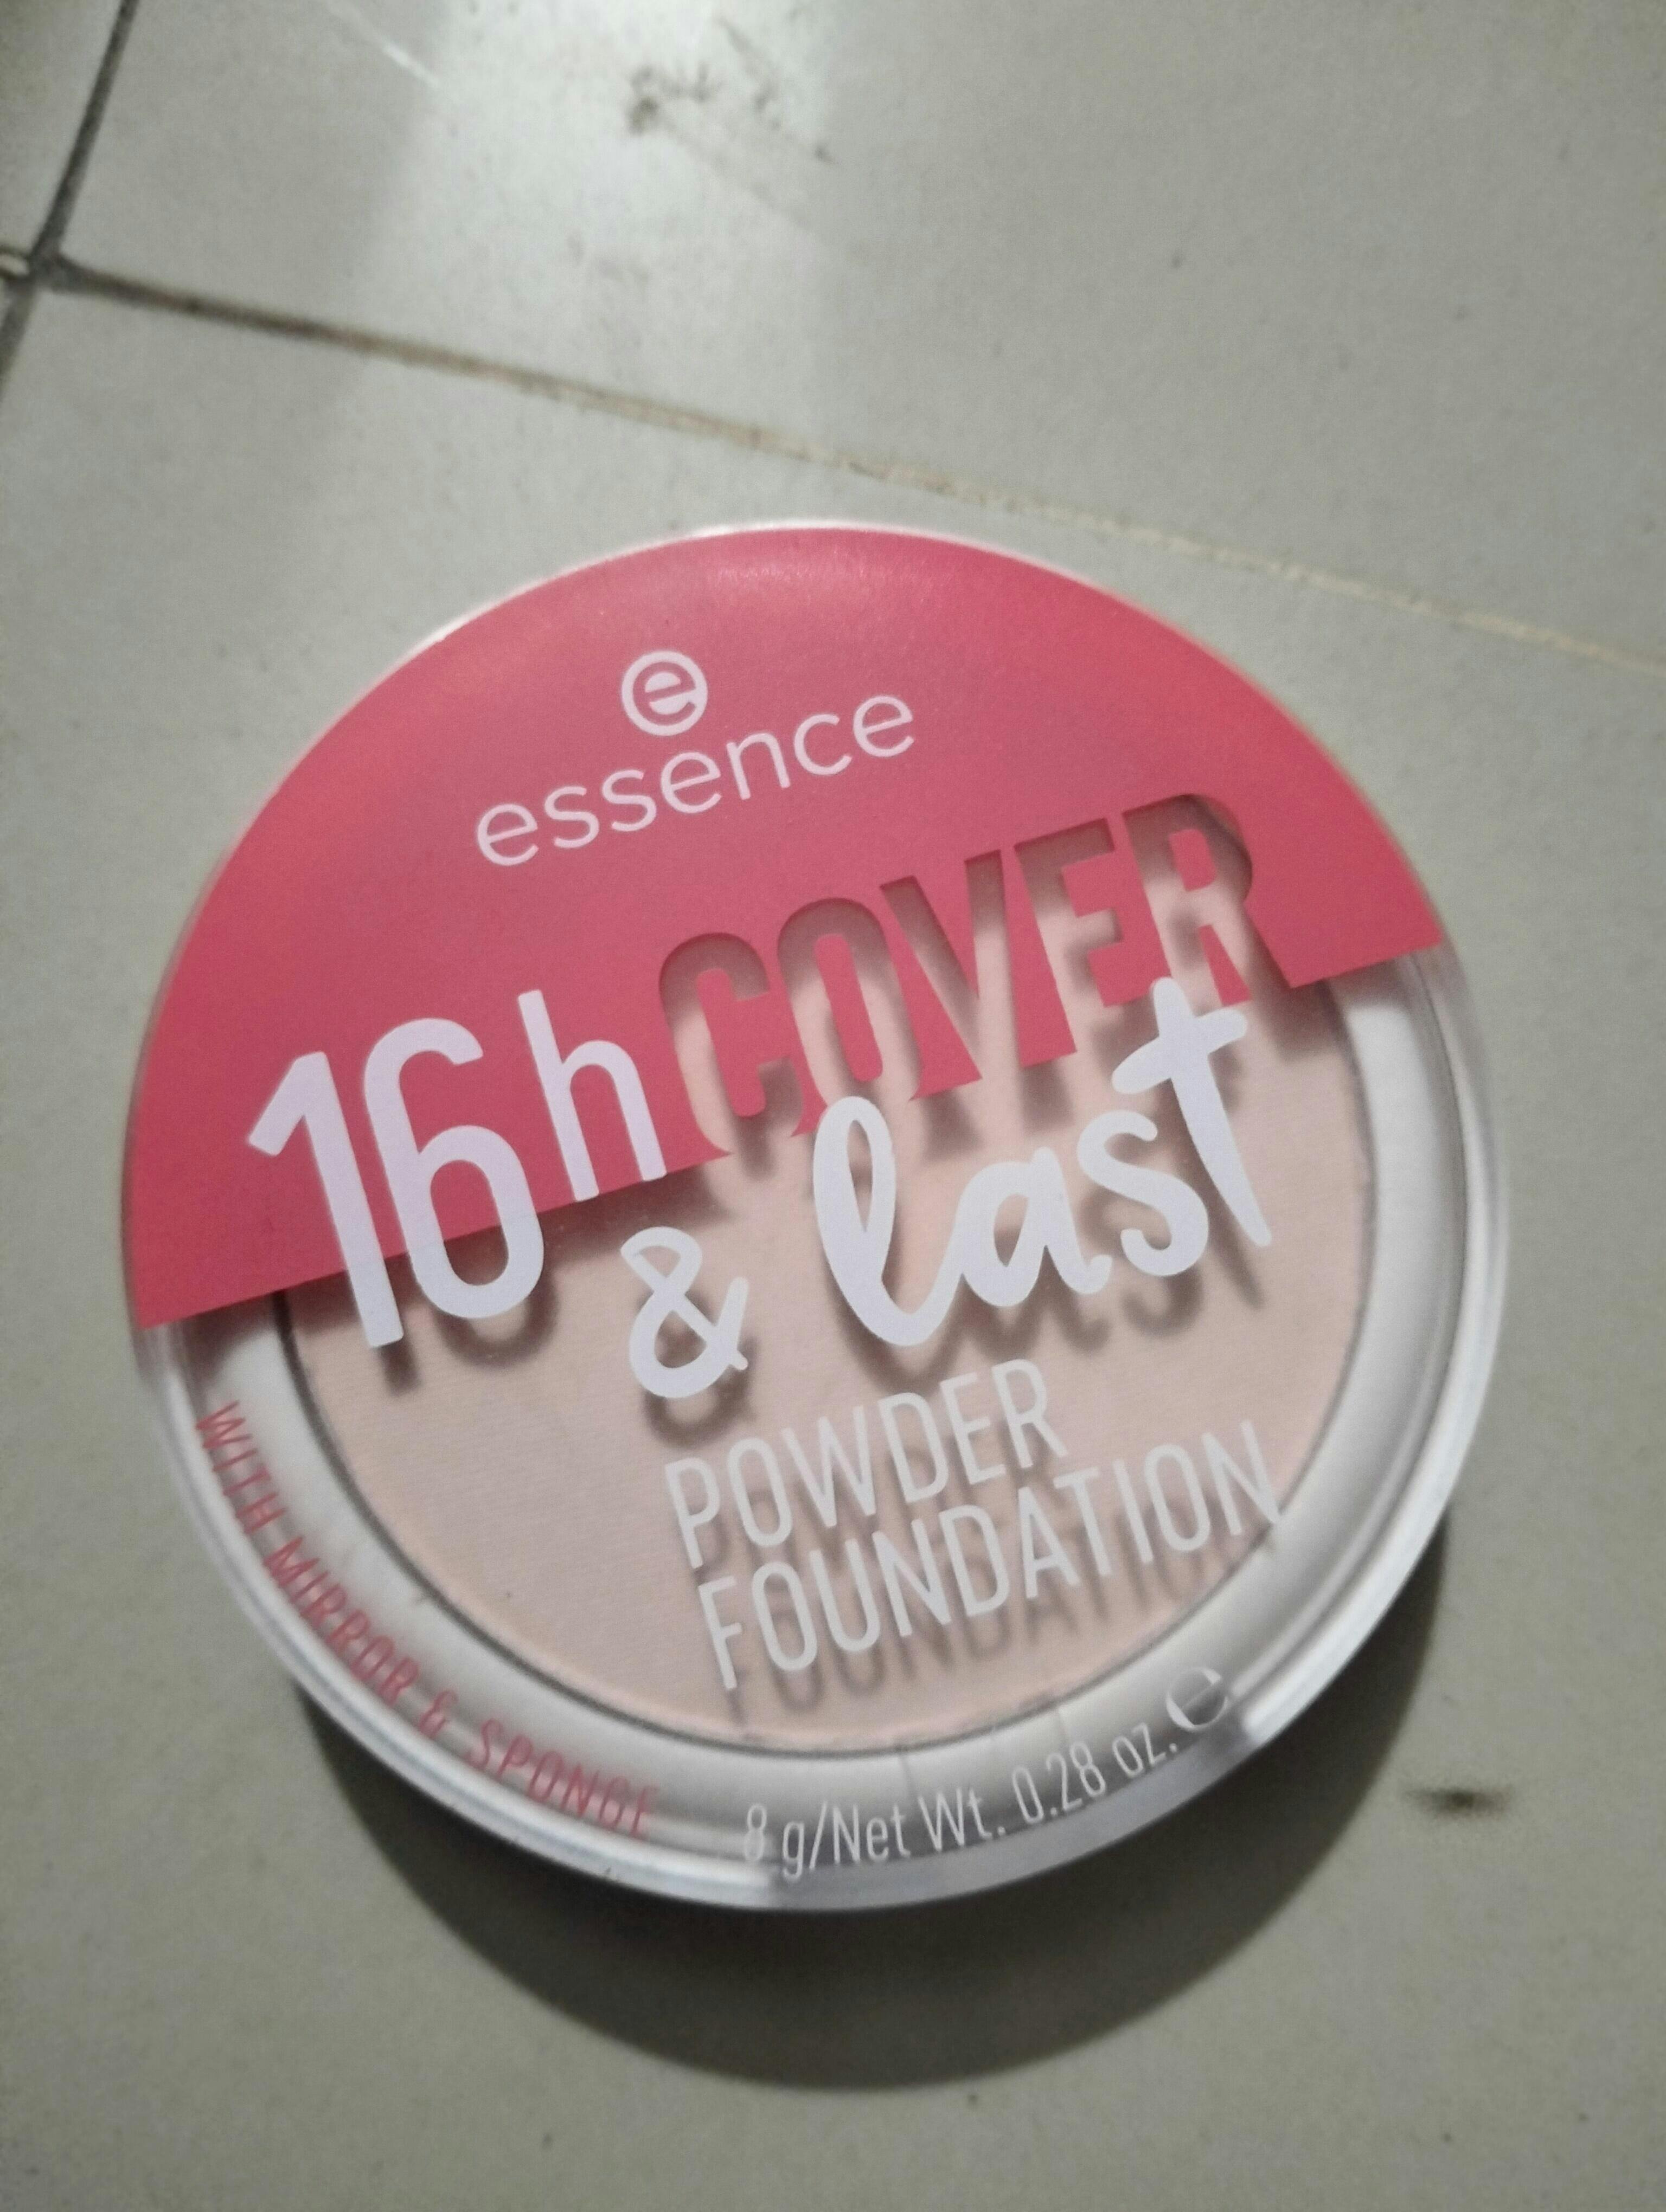 e
essence
16h COVER
& last
POWDER
FOUNDATION
WITH MIRROR & SPONGE
8 g/Net Wt. 0.28 oz. ℮